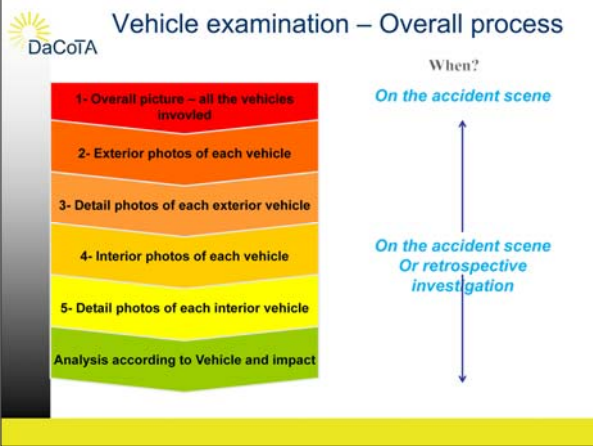 Vehicle examination – Overall process
DaCoTA
When?
1- Overall picture – all the vehicles
invovled
On the accident scene
2- Exterior photos of each vehicle
3- Detail photos of each exterior vehicle
4- Interior photos of each vehicle
On the accident scene
Or retrospective
investigation
5- Detail photos of each interior vehicle
Analysis according to Vehicle and impact